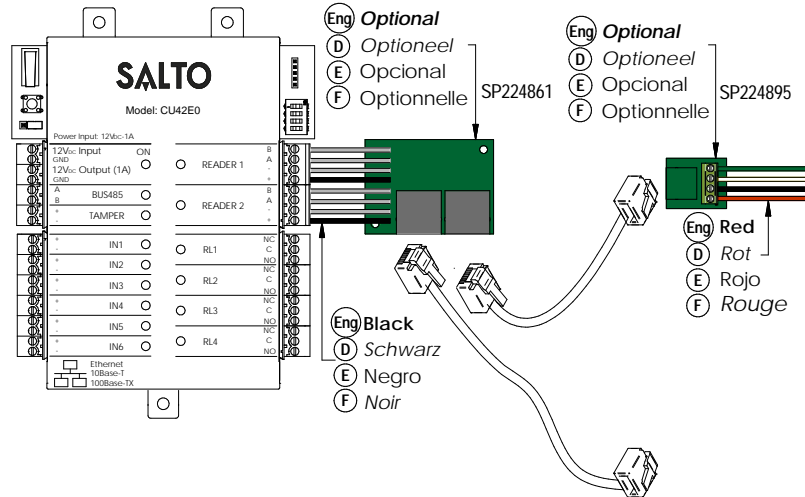 SALTO
Model: CU42E0
Power Input: 12VDC-1A
12VDC Input
ON
GND
12VDC Output (1A)
GND
A
BUS485
B
+
TAMPER
-
+
IN1
-
IN2
+
IN3
-
+
IN4
-
+
IN5
-
IN6
Ethernet
10Base-T
100Base-TX
READER 1
B
A
-
+
READER 2
B
A
-
+
RL1
NC
C
NO
RL2
NC
C
NO
RL3
NC
C
NO
RL4
NC
C
NO
Eng Optional
D Optioneel
E Opcional
F Optionnelle
SP224861
Eng Optional
D Optioneel
E Opcional
F Optionnelle
SP224895
Eng Red
D Rot
E Rojo
F Rouge
Eng Black
D Schwarz
E Negro
F Noir